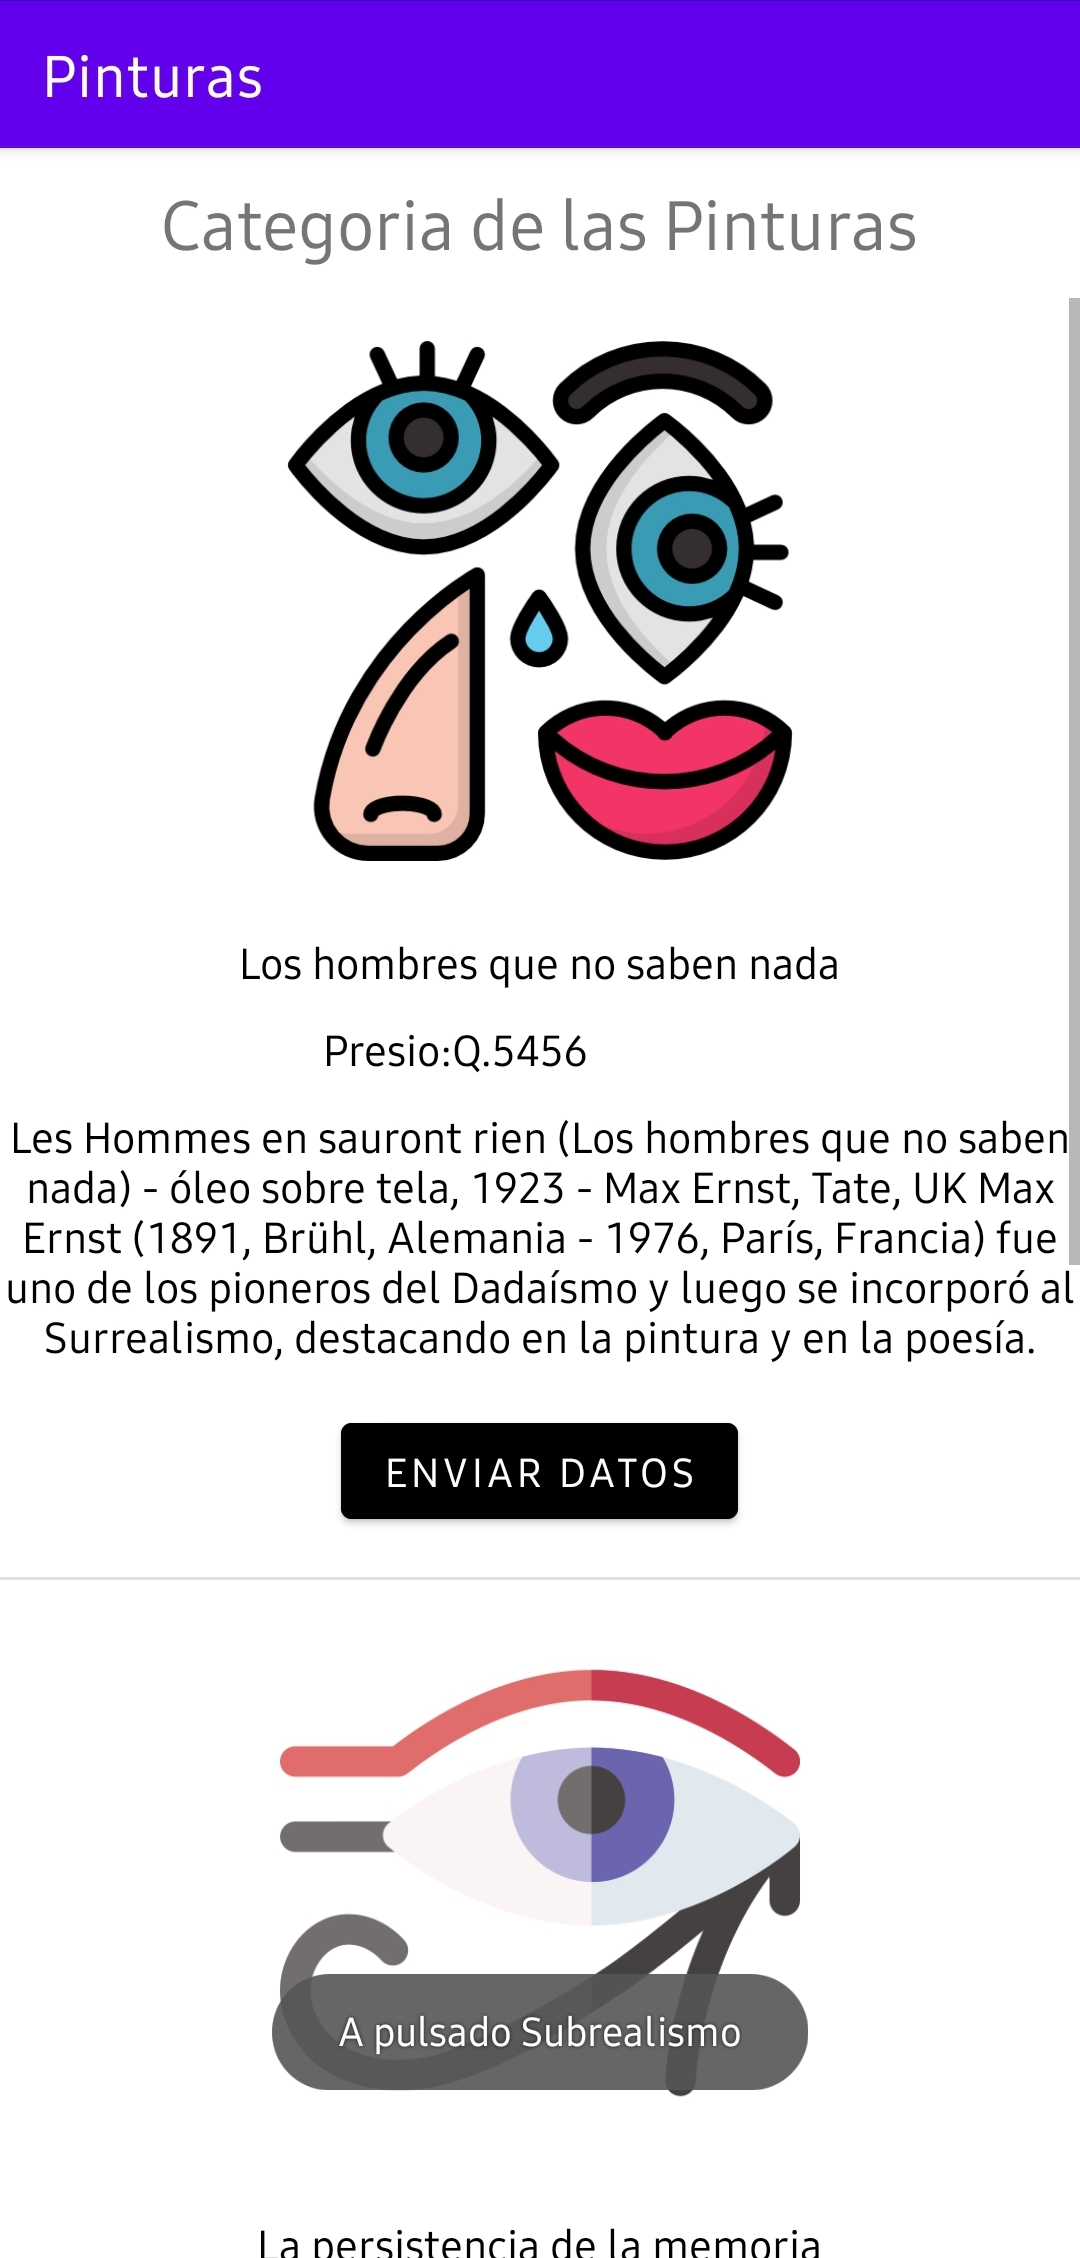 Pinturas
Categoria de las Pinturas
Los hombres que no saben nada
Presio:Q.5456
Les Hommes en sauront rien (Los hombres que no saben
nada) - óleo sobre tela, 1923 - Max Ernst, Tate, UK Max
Ernst (1891, Brühl, Alemania - 1976, París, Francia) fue
uno de los pioneros del Dadaísmo y luego se incorporó al
Surrealismo, destacando en la pintura y en la poesía.
ENVIAR DATOS
A pulsado Subrealismo
La persistencia de la memoria